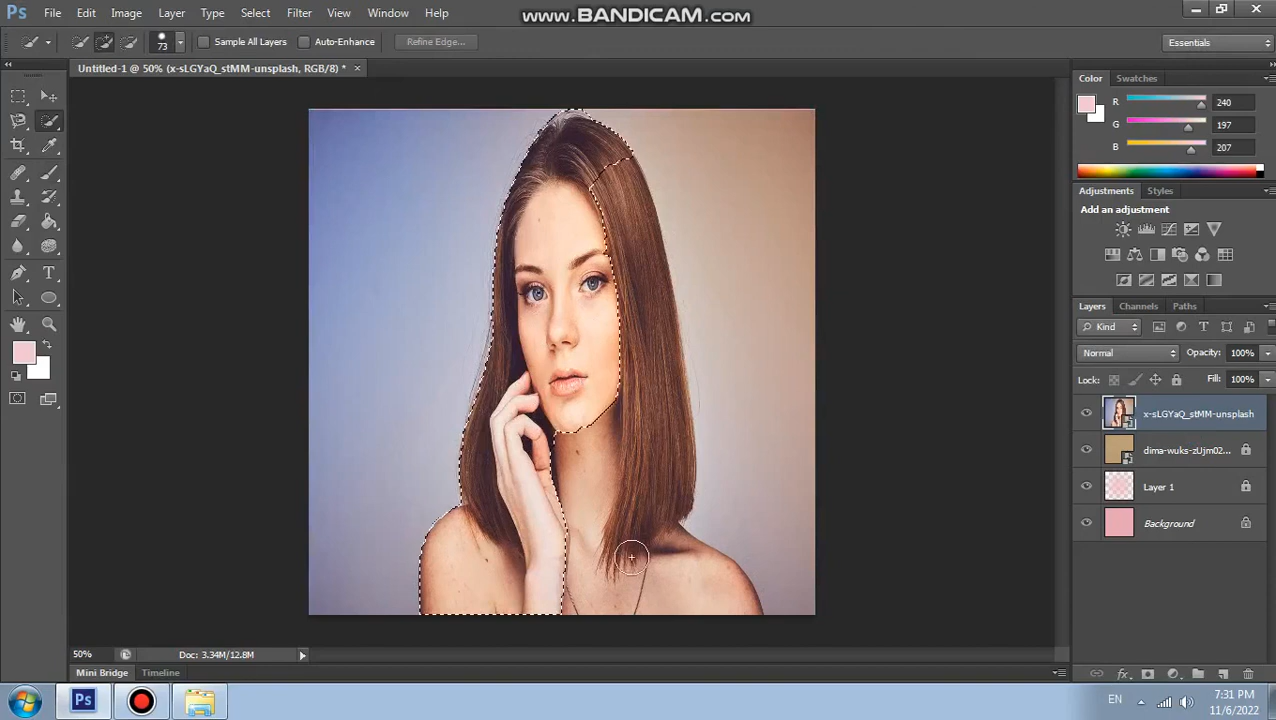 www.BANDICAM.com
Ps File Edit Image Layer Type Select Filter View Window Help
73 Sample All Layers Auto-Enhance Refine Edge... Essentials
Untitled-1 @ 50% (x-sLGYaQ_stMM-unsplash, RGB/8) *
Color Swatches
R 240
G 197
B 207
Adjustments Styles
Add an adjustment
Layers Channels Paths
Kind
Normal Opacity: 100%
Lock: Fill: 100%
x-sLGYaQ_stMM-unsplash
dima-wuks-zUjm02...
Layer 1
Background
50% Doc: 3.34M/12.8M
Mini Bridge Timeline
Ps EN 7:31 PM
11/6/2022